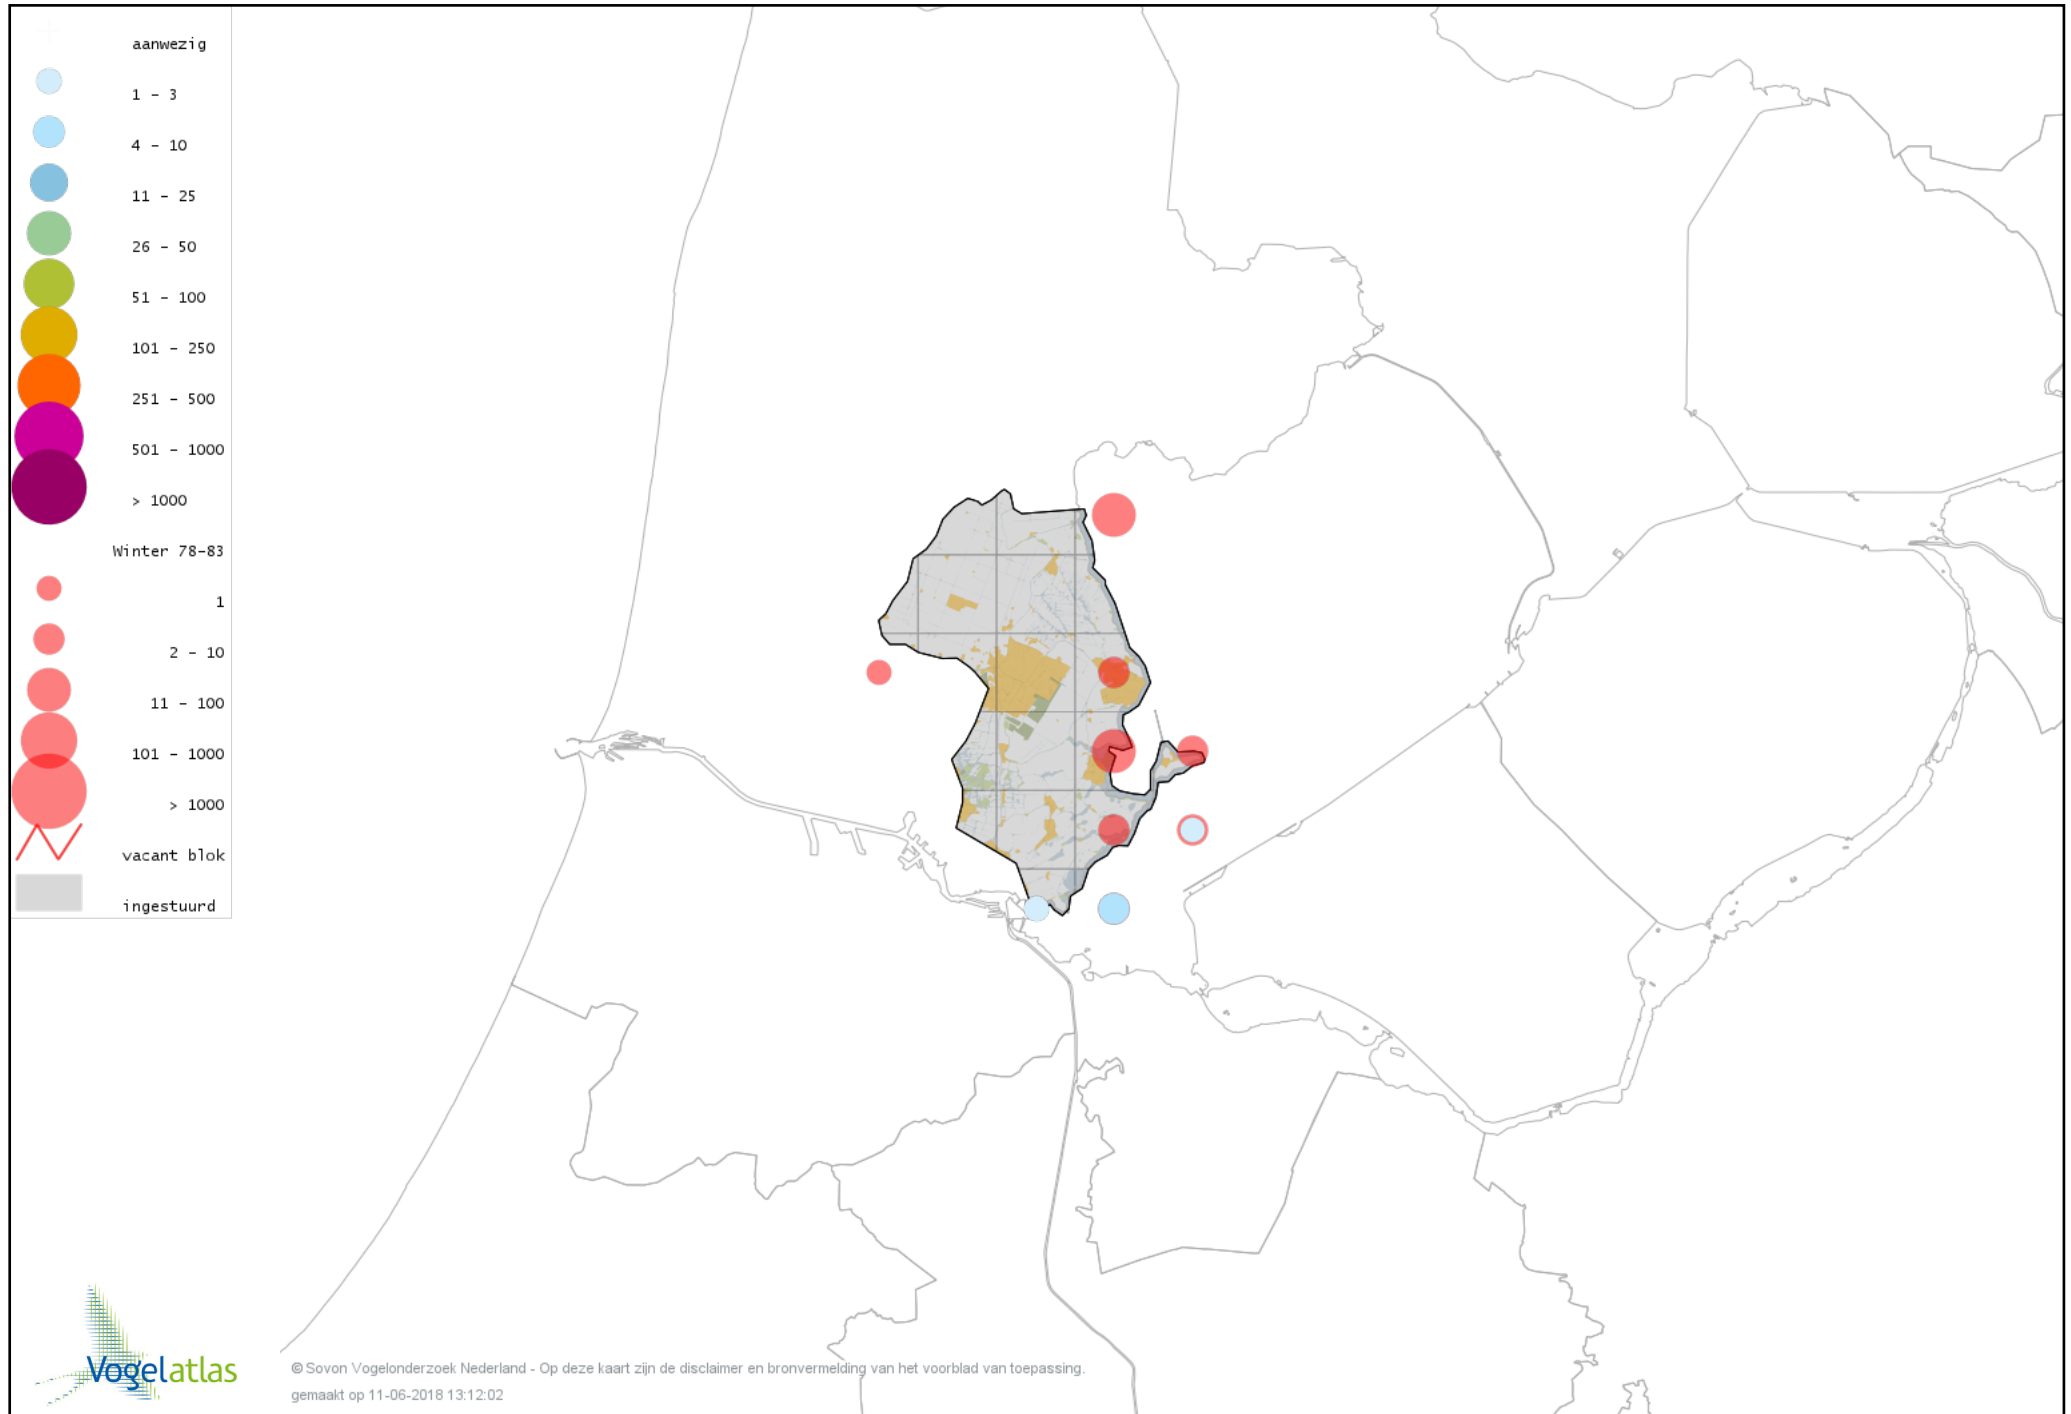 aanwezig
1 - 3
4 - 10
11 - 25
26 - 50
51 - 100
101 - 250
251 - 500
501 - 1000
> 1000
Winter 78-83
1
2 - 10
11 - 100
101 - 1000
> 1000
vacant blok
ingestuurd
Vogelatlas
© Sovon Vogelonderzoek Nederland - Op deze kaart zijn de disclaimer en bronvermelding van het voorblad van toepassing.
gemaakt op 11-06-2018 13:12:02